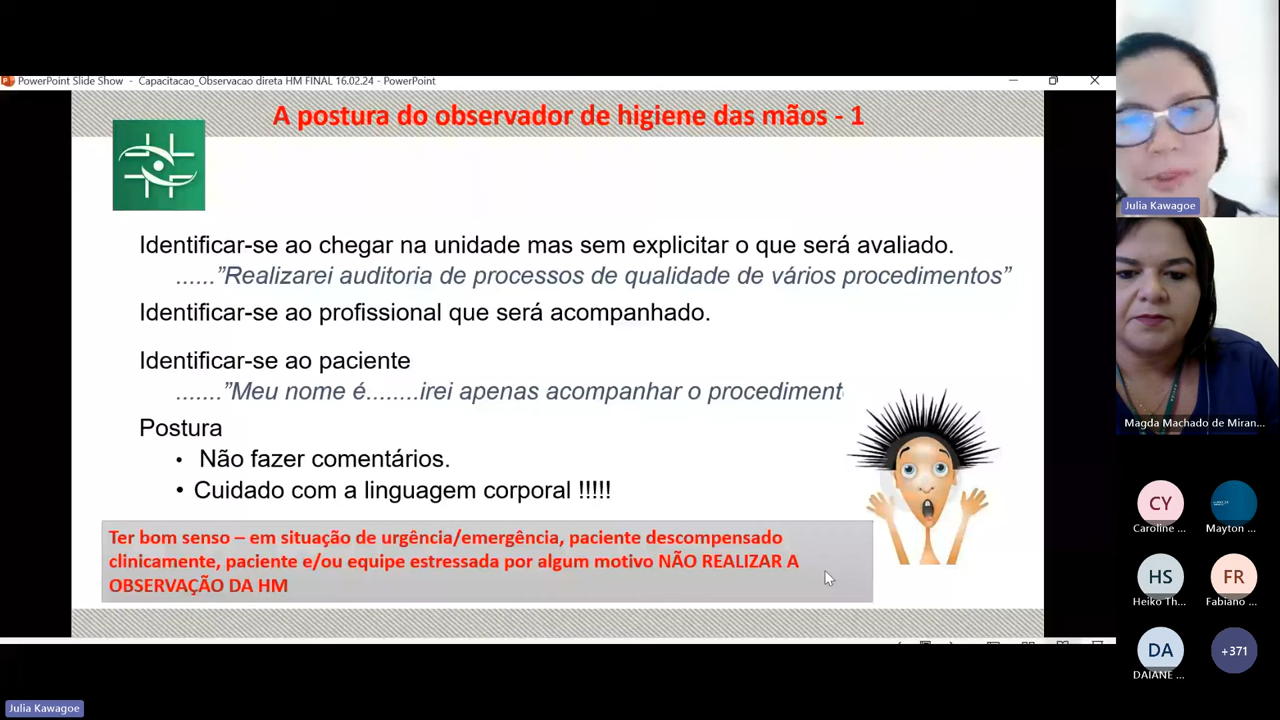 PowerPoint Slide Show - Capacitacao_Observacao direta HM FINAL 16.02.24 - PowerPoint
A postura do observador de higiene das mãos - 1
Identificar-se ao chegar na unidade mas sem explicitar o que será avaliado.
......”Realizarei auditoria de processos de qualidade de vários procedimentos”
Identificar-se ao profissional que será acompanhado.
Identificar-se ao paciente
.......”Meu nome é........irei apenas acompanhar o procediment
Postura
• Não fazer comentários.
• Cuidado com a linguagem corporal !!!!!
Ter bom senso – em situação de urgência/emergência, paciente descompensado
clinicamente, paciente e/ou equipe estressada por algum motivo NÃO REALIZAR A
OBSERVAÇÃO DA HM
Julia Kawagoe
Magda Machado de Miran...
CY
Caroline ...
Mayton ...
HS
Heiko Th...
FR
Fabiano ...
DA
DAIANE ...
+371
Julia Kawagoe